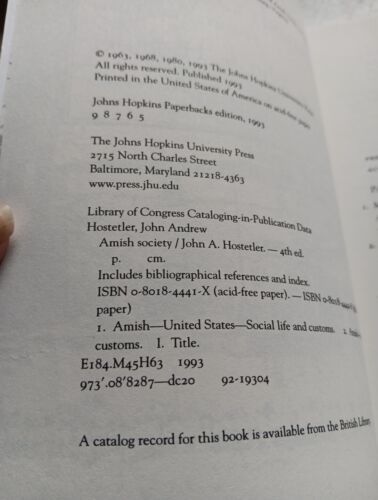 © 1963, 1968, 1980, 1993 The Johns Hopkins University Press
All rights reserved. Published 1993
Printed in the United States of America on acid-free paper
Johns Hopkins Paperbacks edition, 1993
9 8 7 6 5
The Johns Hopkins University Press
2715 North Charles Street
Baltimore, Maryland 21218-4363
www.press.jhu.edu
Library of Congress Cataloging-in-Publication Data
Hostetler, John Andrew
Amish society / John A. Hostetler. — 4th ed.
p. cm.
Includes bibliographical references and index.
ISBN 0-8018-4441-X (acid-free paper). — ISBN
paper)
1. Amish—United States—Social life and customs. 2.
customs. I. Title.
E184.M45H63 1993
973'.08'8287—dc20 92-19304
A catalog record for this book is available from the British Library